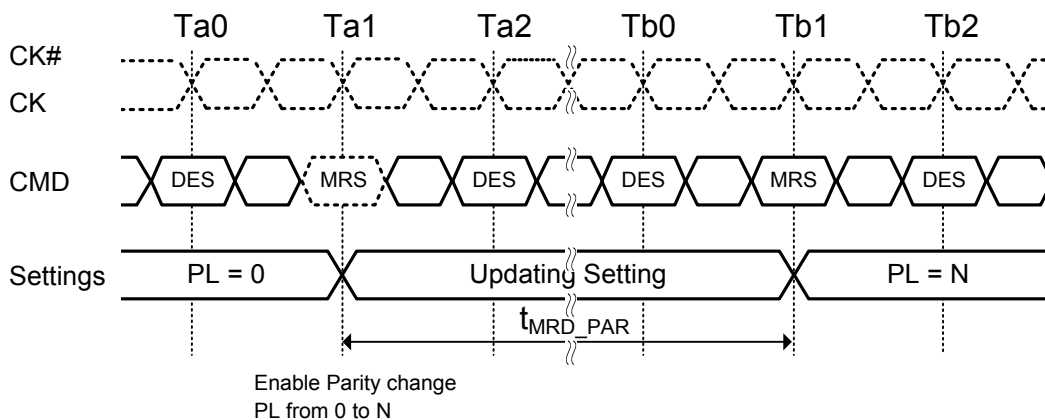 Ta0 Ta1 Ta2 Tb0 Tb1 Tb2
CK#
CK
CMD DES MRS DES DES MRS DES
Settings PL = 0 Updating Setting PL = N
tMRD_PAR
Enable Parity change
PL from 0 to N